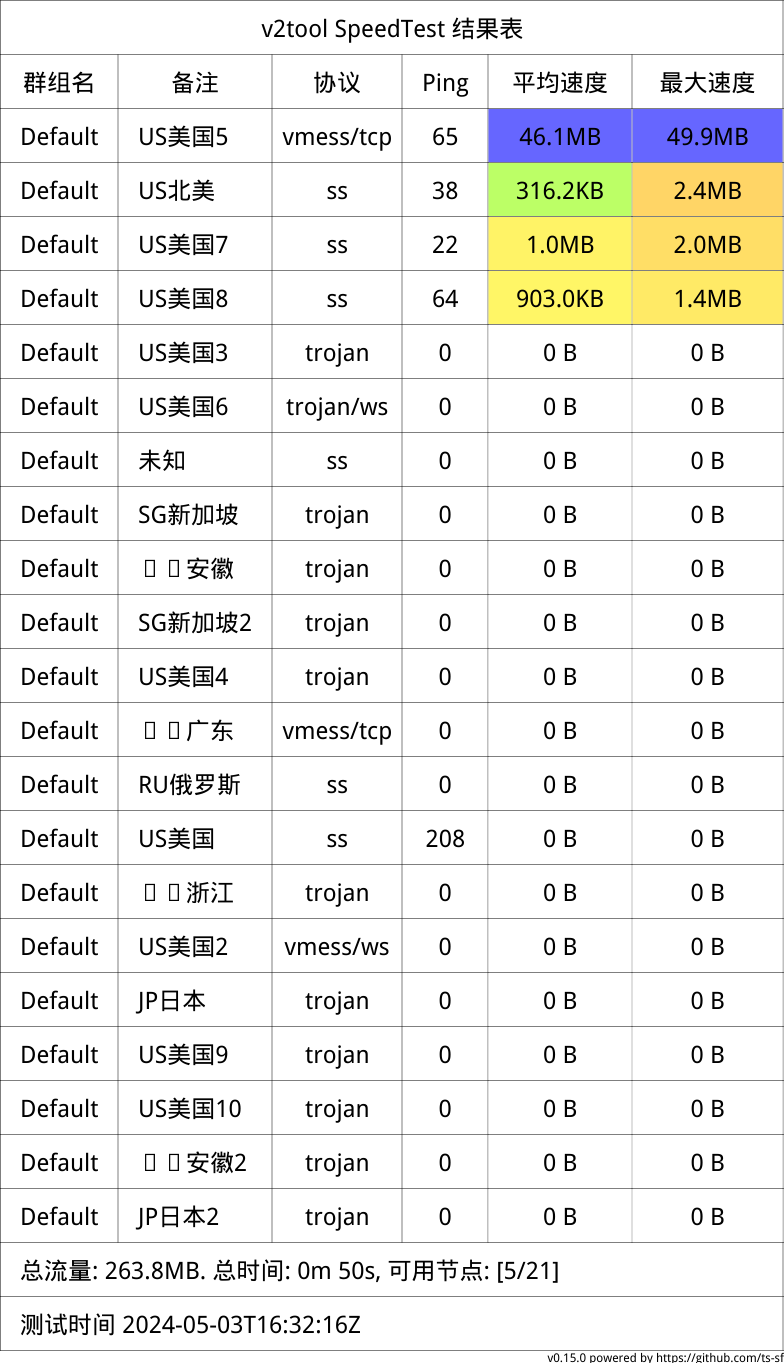 v2tool SpeedTest 结果表
群组名 备注 协议 Ping 平均速度 最大速度
Default US美国5 vmess/tcp 65 46.1MB 49.9MB
Default US北美 ss 38 316.2KB 2.4MB
Default US美国7 ss 22 1.0MB 2.0MB
Default US美国8 ss 64 903.0KB 1.4MB
Default US美国3 trojan 0 0 B 0 B
Default US美国6 trojan/ws 0 0 B 0 B
Default 未知 ss 0 0 B 0 B
Default SG新加坡 trojan 0 0 B 0 B
Default 安徽 trojan 0 0 B 0 B
Default SG新加坡2 trojan 0 0 B 0 B
Default US美国4 trojan 0 0 B 0 B
Default 广东 vmess/tcp 0 0 B 0 B
Default RU俄罗斯 ss 0 0 B 0 B
Default US美国 ss 208 0 B 0 B
Default 浙江 trojan 0 0 B 0 B
Default US美国2 vmess/ws 0 0 B 0 B
Default JP日本 trojan 0 0 B 0 B
Default US美国9 trojan 0 0 B 0 B
Default US美国10 trojan 0 0 B 0 B
Default 安徽2 trojan 0 0 B 0 B
Default JP日本2 trojan 0 0 B 0 B
总流量: 263.8MB. 总时间: 0m 50s, 可用节点: [5/21]
测试时间 2024-05-03T16:32:16Z
v0.15.0 powered by https://github.com/ts-sf